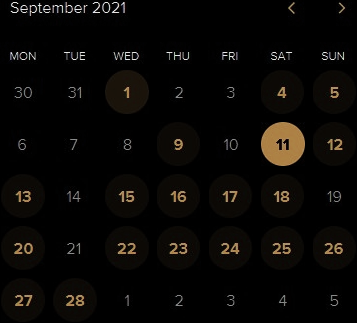 September 2021
MON TUE WED THU FRI SAT SUN
30 31 1 2 3 4 5
6 7 8 9 10 11 12
13 14 15 16 17 18 19
20 21 22 23 24 25 26
27 28 1 2 3 4 5